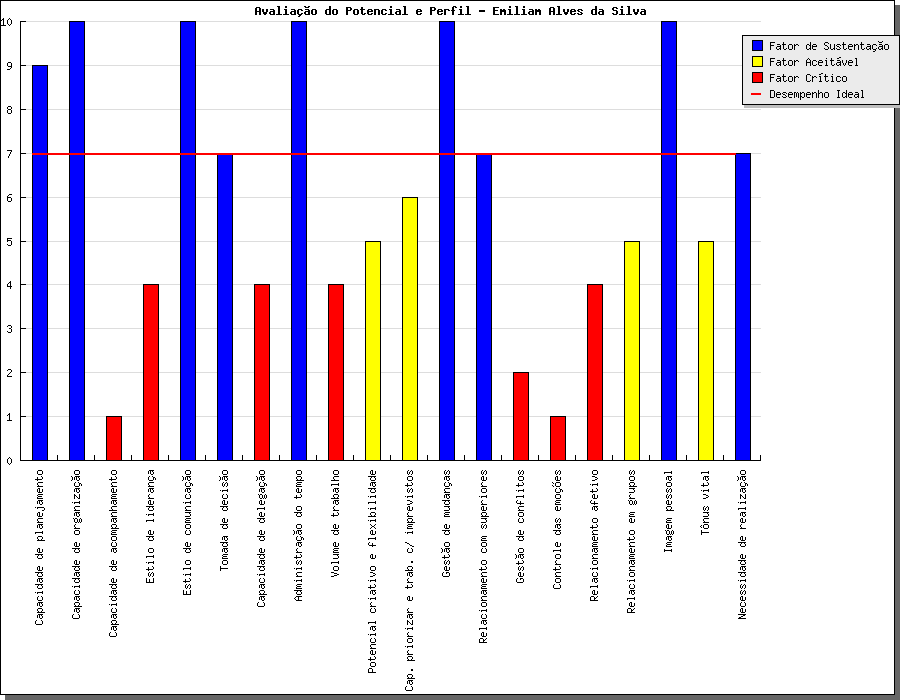 Avaliação do Potencial e Perfil - Emiliam Alves da Silva
10
9
8
7
6
5
4
3
2
1
0
Fator de Sustentação
Fator Aceitável
Fator Crítico
Desempenho Ideal
Capacidade de planejamento
Capacidade de organização
Capacidade de acompanhamento
Estilo de liderança
Estilo de comunicação
Tomada de decisão
Capacidade de delegação
Administração do tempo
Volume de trabalho
Potencial criativo e flexibilidade
Cap. priorizar e trab. c/ imprevistos
Gestão de mudanças
Relacionamento com superiores
Gestão de conflitos
Controle das emoções
Relacionamento afetivo
Relacionamento em grupos
Imagem pessoal
Tônus vital
Necessidade de realização